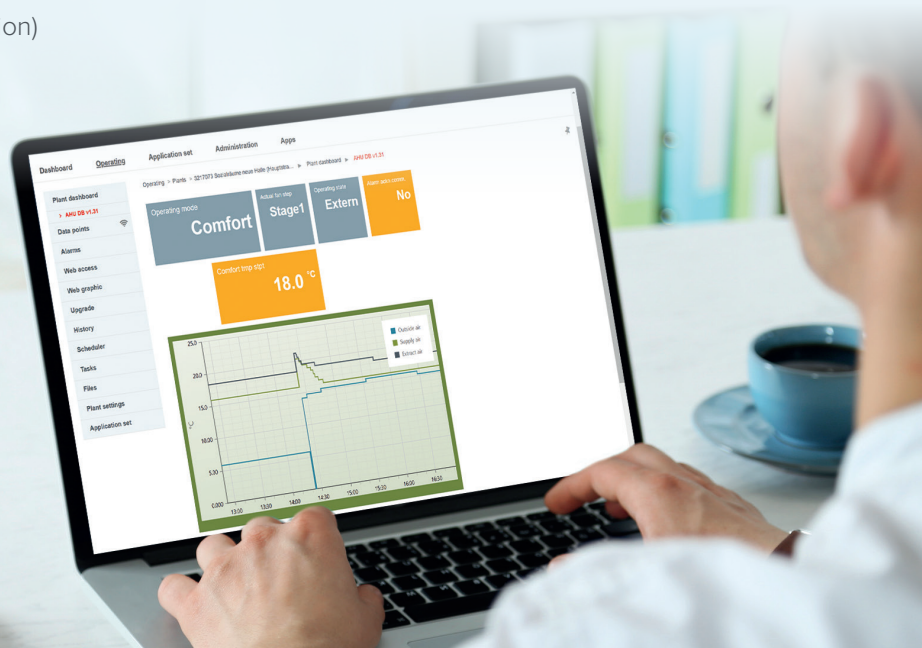 on)
Dashboard Operating Application set Administration Apps
Plant dashboard
> AHU DB v1.31
Data points
Alarms
Web access
Web graphic
Upgrade
History
Scheduler
Tasks
Files
Plant settings
Application set
Operating > Plants > Plant dashboard > AHU DB v1.31
Operating mode
Comfort
Actual fan step
Stage1
Operating state
Extern
No
Comfort tmp stpt
18.0 °C
Outside air
Supply air
Extract air
°C
25.0
20.0
15.0
10.00
5.00
0.000
13:00 13:30 14:00 14:30 15:00 15:30 16:00 16:30